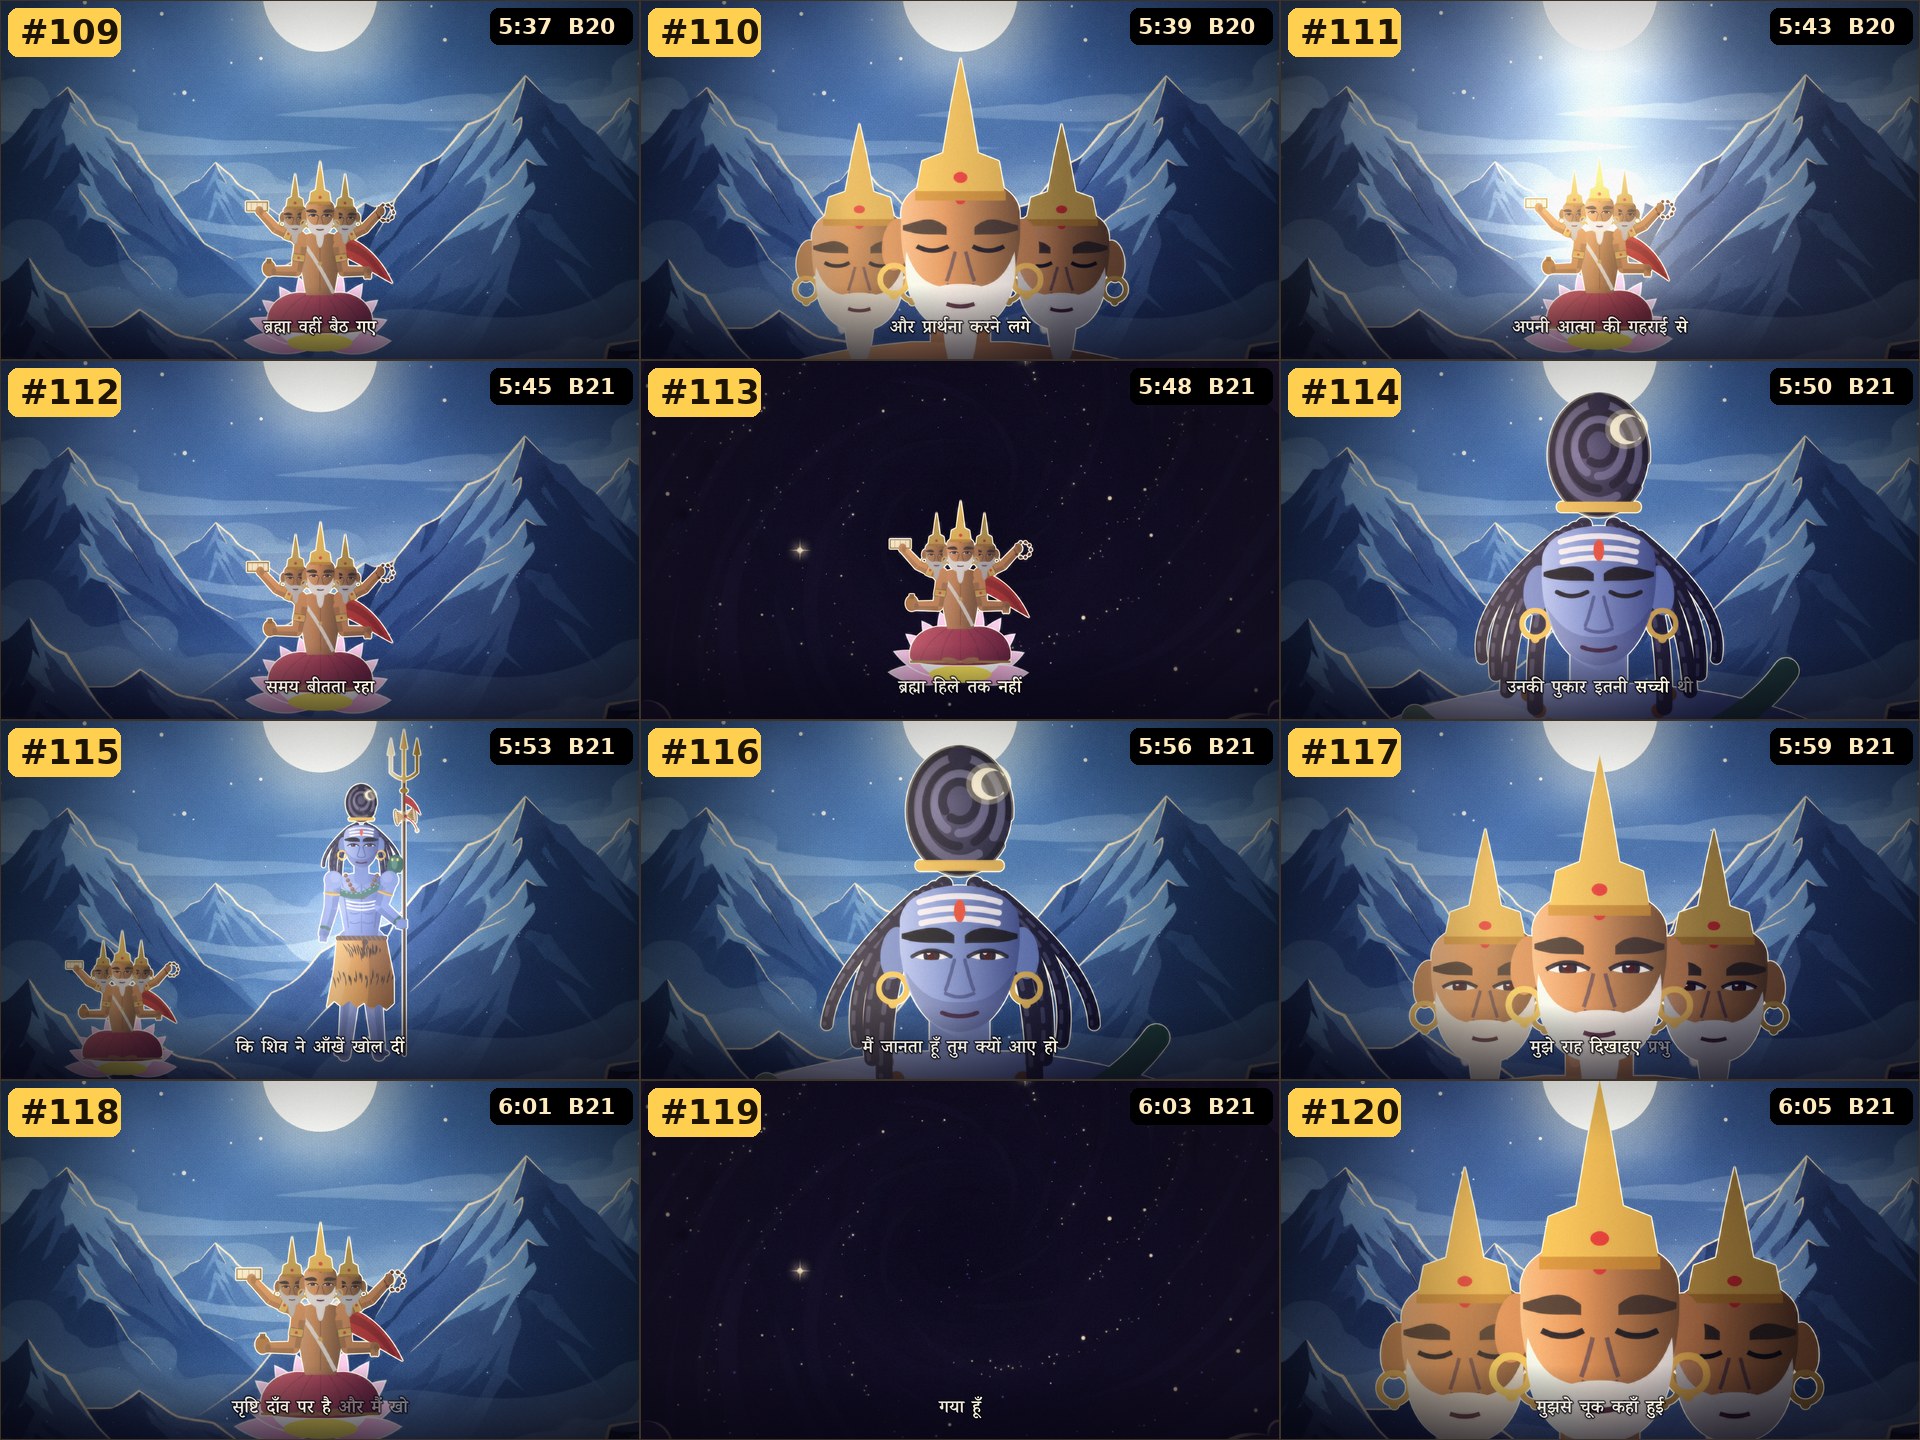 #109
5:37 B20
ब्रह्मा वहीं बैठ गए
#110
5:39 B20
और प्रार्थना करने लगे
#111
5:43 B20
अपनी आत्मा की गहराई से
#112
5:45 B21
समय बीतता रहा
#113
5:48 B21
ब्रह्मा हिले तक नहीं
#114
5:50 B21
उनकी पुकार इतनी सच्ची थी
#115
5:53 B21
कि शिव ने आँखें खोल दीं
#116
5:56 B21
मैं जानता हूँ तुम क्यों आए हो
#117
5:59 B21
मुझे राह दिखाइए प्रभु
#118
6:01 B21
सृष्टि दाँव पर है और मैं खो
#119
6:03 B21
गया हूँ
#120
6:05 B21
मुझसे चूक कहाँ हुई